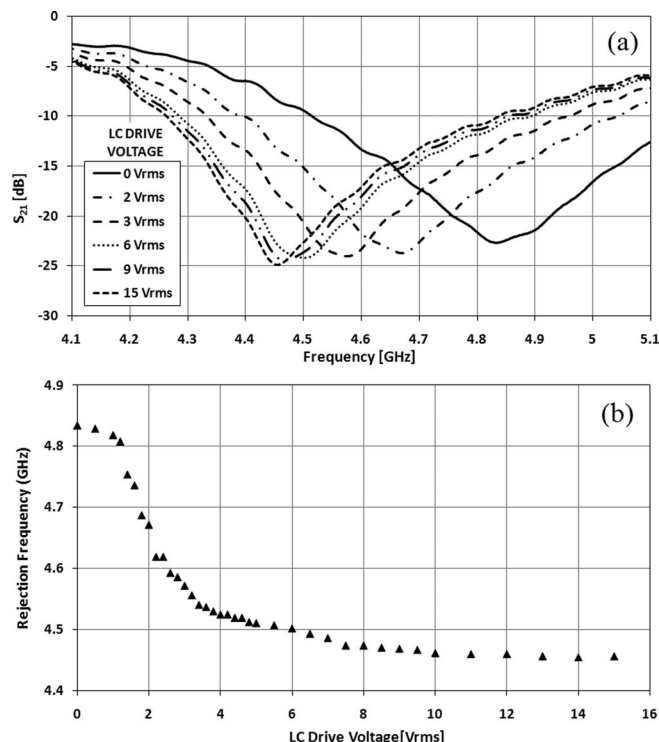 (a)
0
-5
-10
-15
-20
-25
-30
S21 [dB]
LC DRIVE
VOLTAGE
0 Vrms
2 Vrms
3 Vrms
6 Vrms
9 Vrms
15 Vrms
4.1 4.2 4.3 4.4 4.5 4.6 4.7 4.8 4.9 5 5.1
Frequency [GHz]
(b)
4.9
4.8
4.7
4.6
4.5
4.4
Rejection Frequency (GHz)
0 2 4 6 8 10 12 14 16
LC Drive Voltage[Vrms)